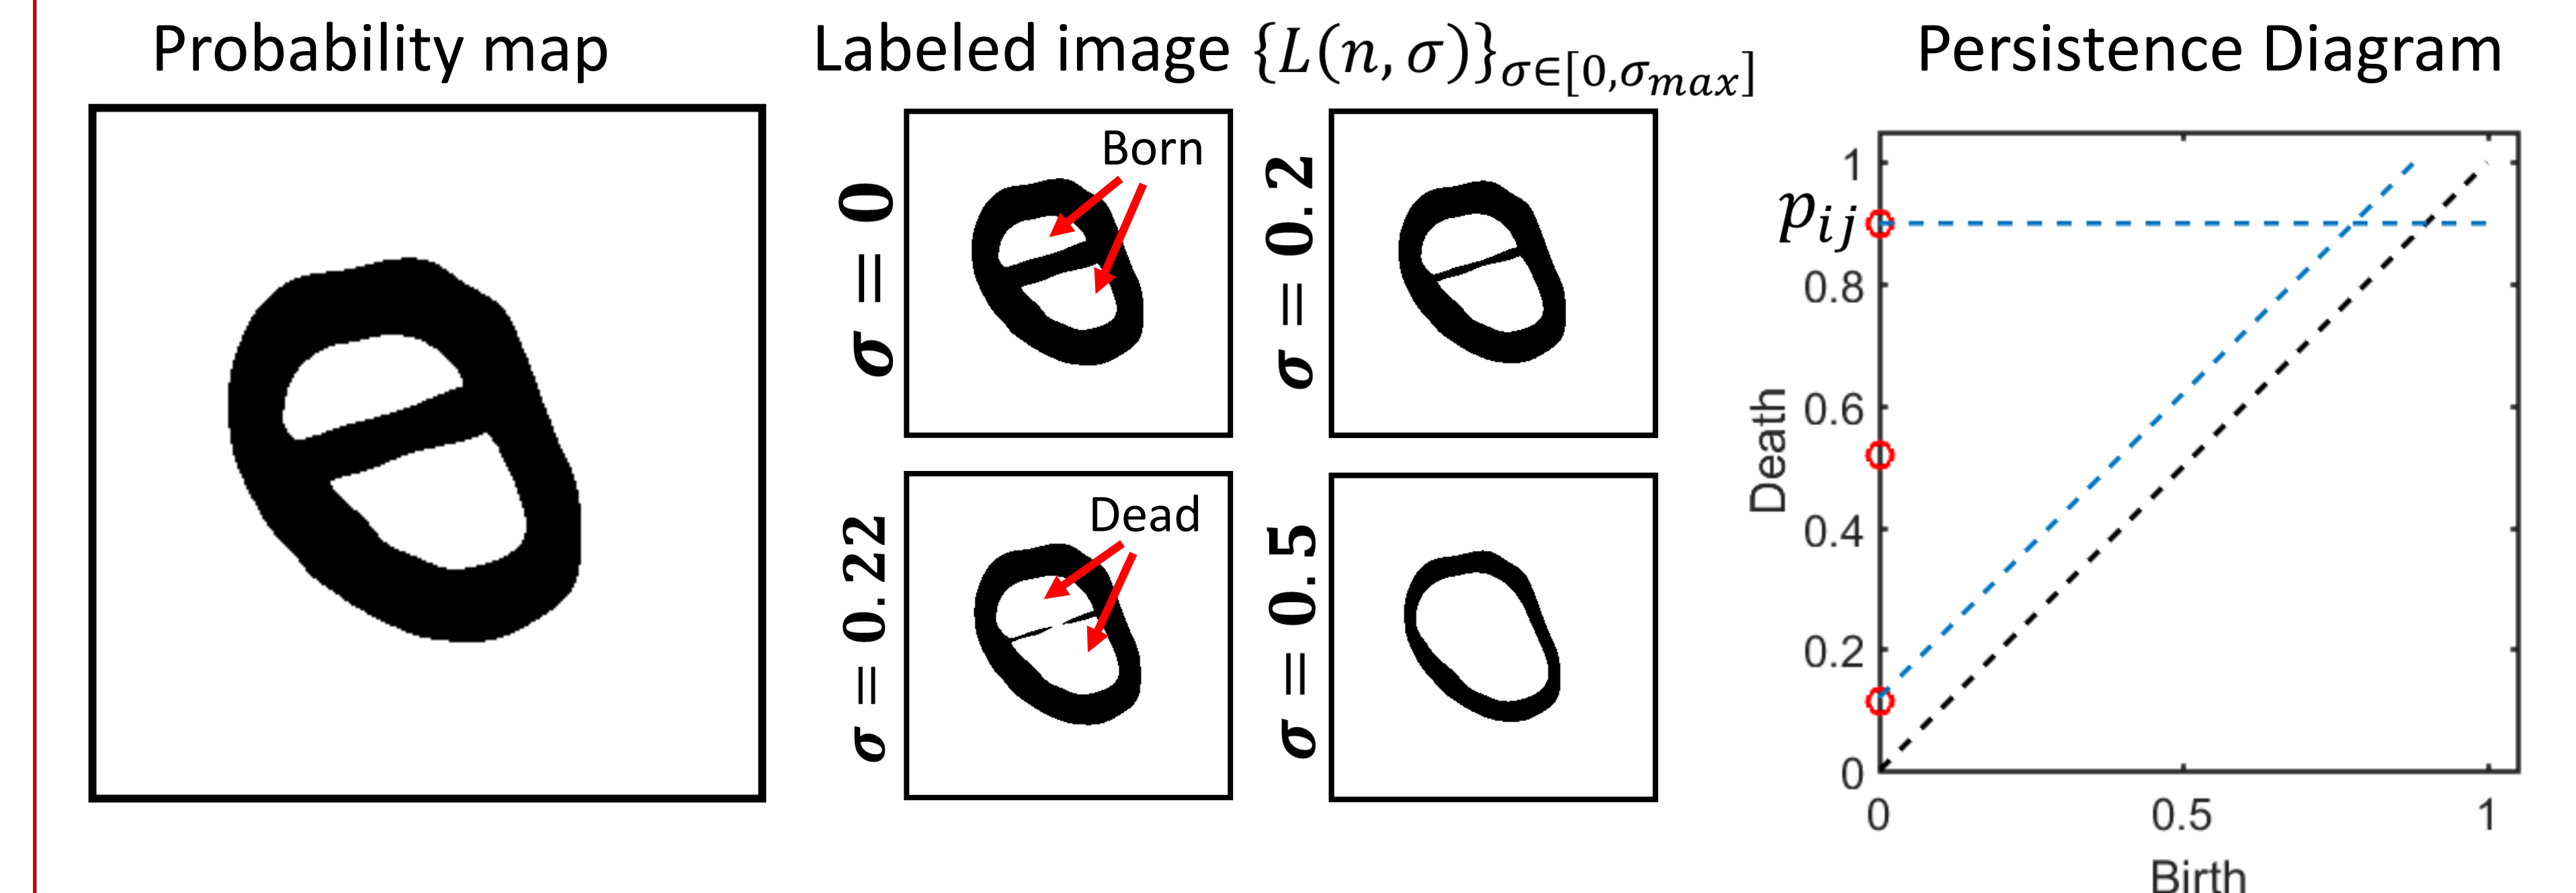 Probability map
Labeled image {L(n, σ)}σ∈[0,σmax]
Persistence Diagram
σ = 0
Born
σ = 0.2
σ = 0.22
Dead
σ = 0.5
pij
1
0.8
0.6
0.4
0.2
0
Death
0
0.5
1
Birth